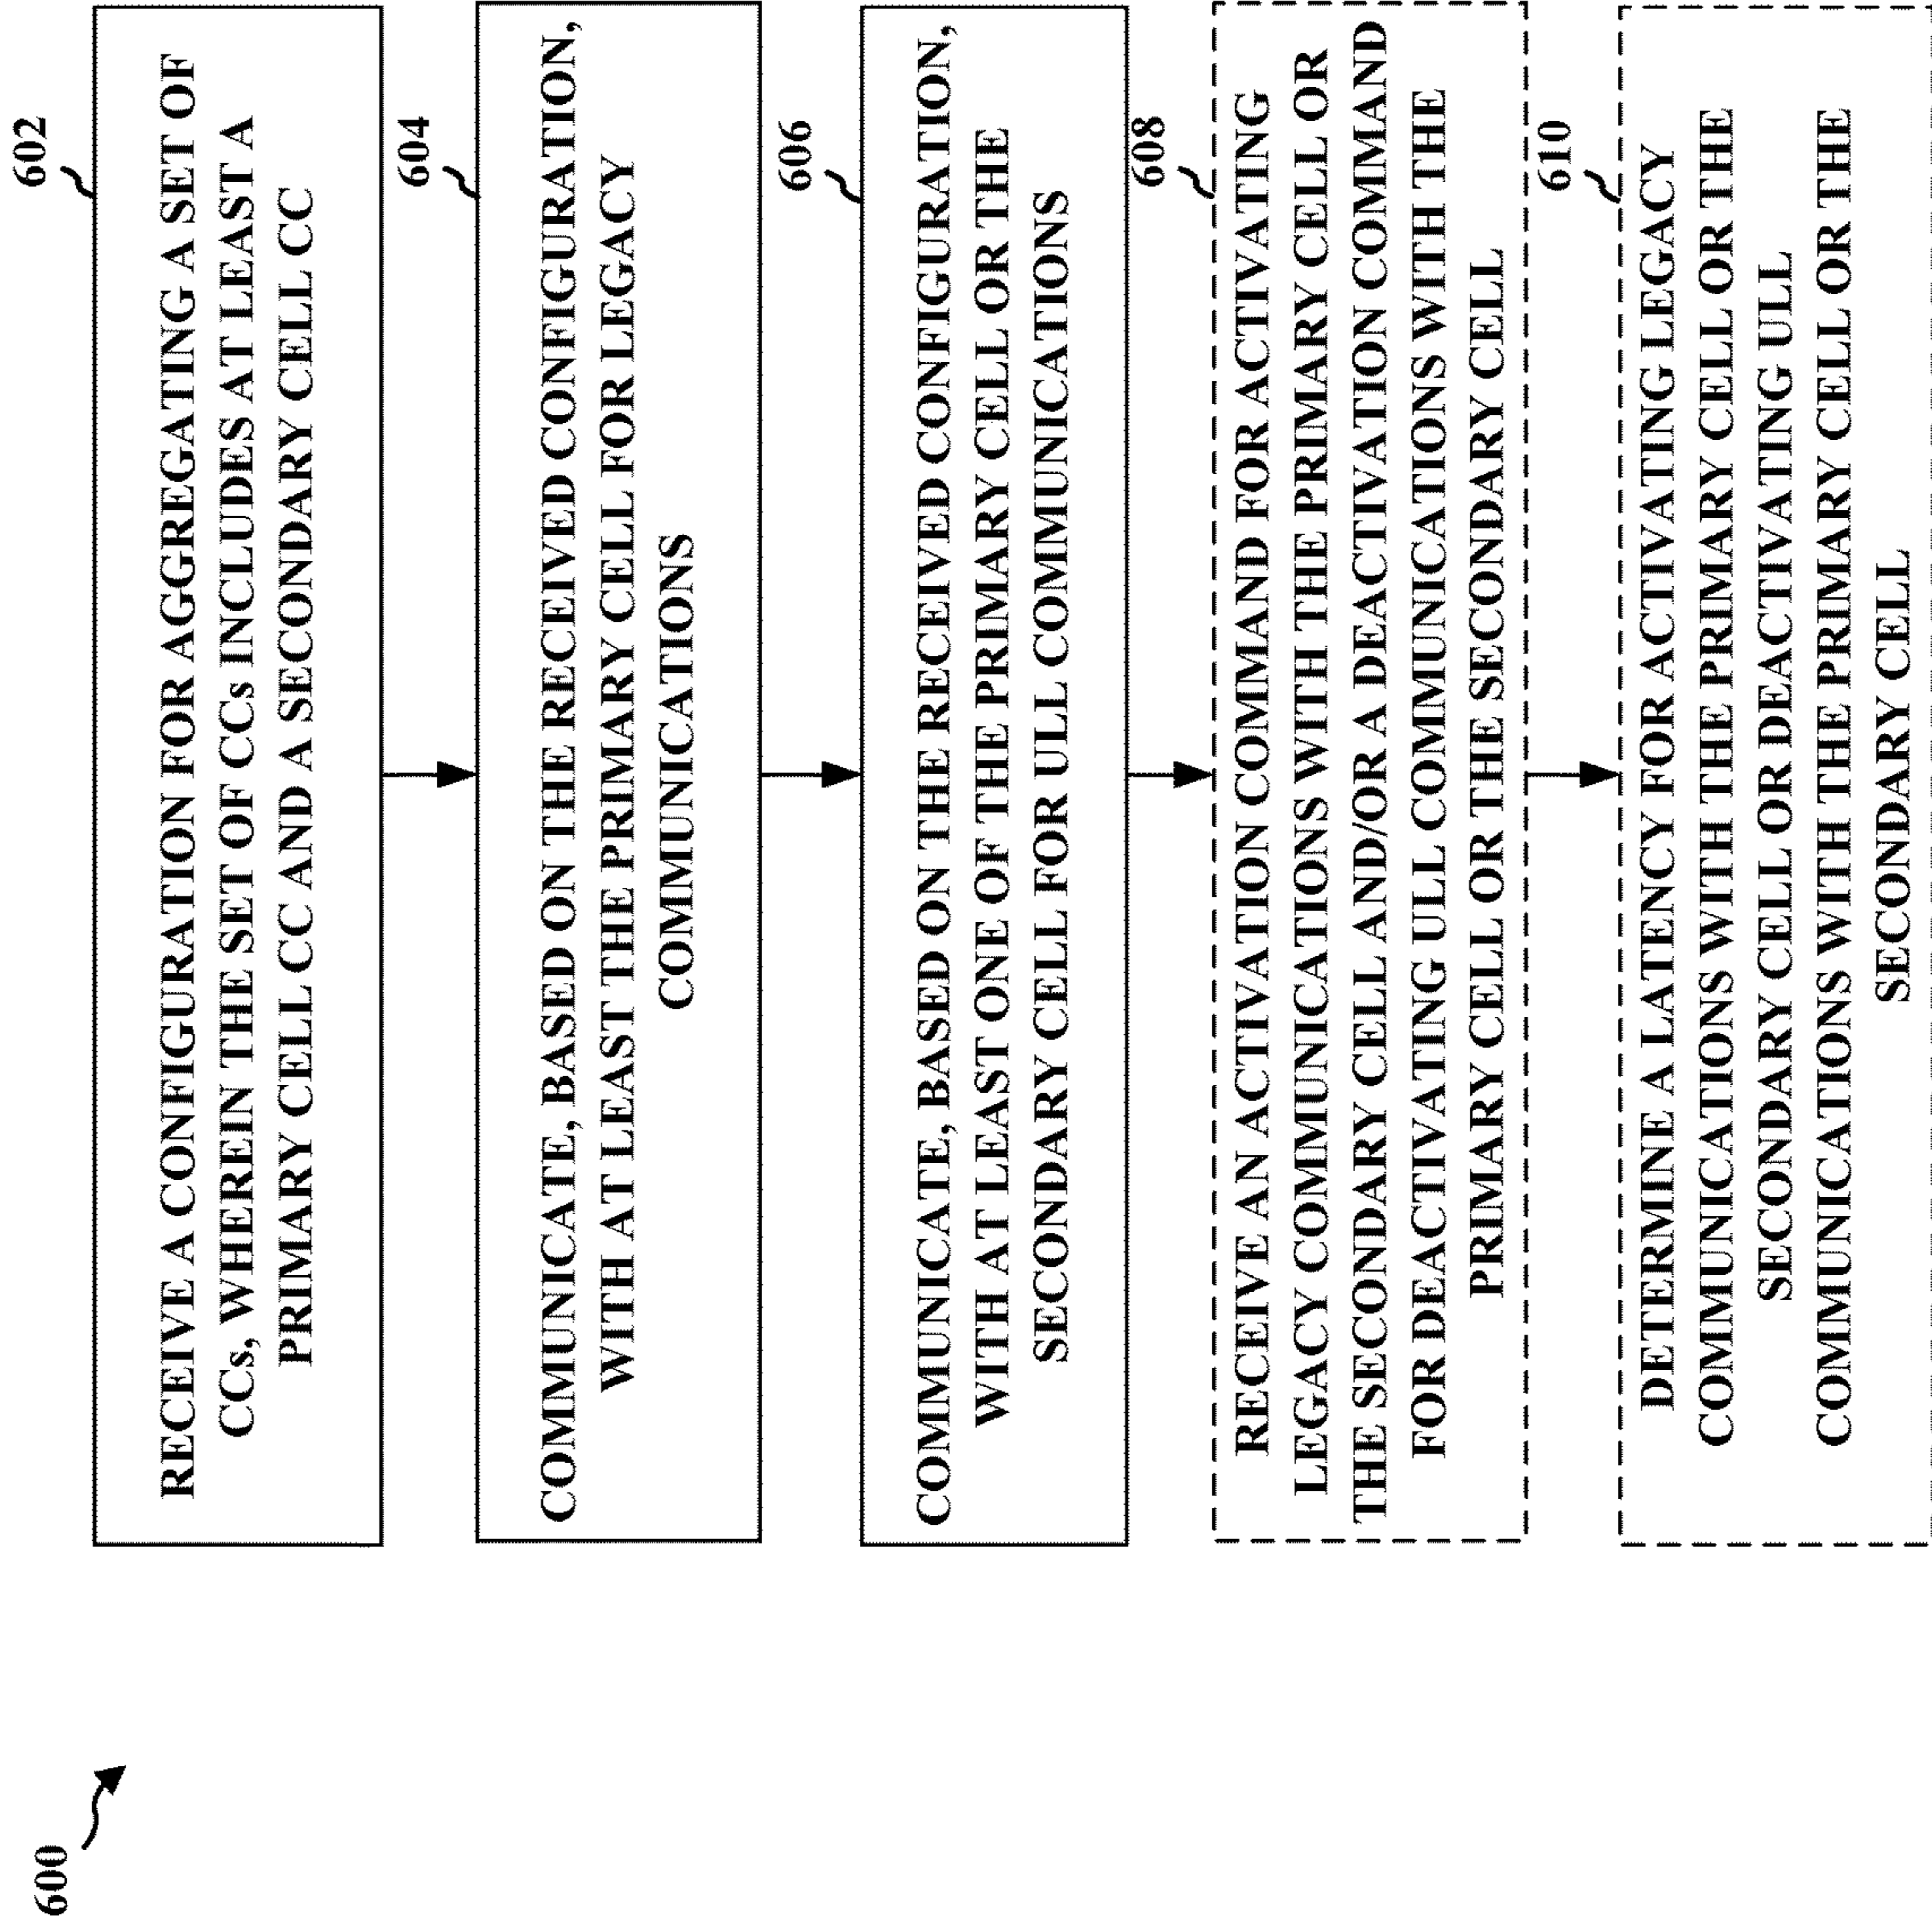 600
602
RECEIVE A CONFIGURATION FOR AGGREGATING A SET OF
CCs, WHEREIN THE SET OF CCs INCLUDES AT LEAST A
PRIMARY CELL CC AND A SECONDARY CELL CC
604
COMMUNICATE, BASED ON THE RECEIVED CONFIGURATION,
WITH AT LEAST THE PRIMARY CELL FOR LEGACY
COMMUNICATIONS
606
COMMUNICATE, BASED ON THE RECEIVED CONFIGURATION,
WITH AT LEAST ONE OF THE PRIMARY CELL OR THE
SECONDARY CELL FOR ULL COMMUNICATIONS
608
RECEIVE AN ACTIVATION COMMAND FOR ACTIVATING
LEGACY COMMUNICATIONS WITH THE PRIMARY CELL OR
THE SECONDARY CELL AND/OR A DEACTIVATION COMMAND
FOR DEACTIVATING ULL COMMUNICATIONS WITH THE
PRIMARY CELL OR THE SECONDARY CELL
610
DETERMINE A LATENCY FOR ACTIVATING LEGACY
COMMUNICATIONS WITH THE PRIMARY CELL OR THE
SECONDARY CELL OR DEACTIVATING ULL
COMMUNICATIONS WITH THE PRIMARY CELL OR THE
SECONDARY CELL